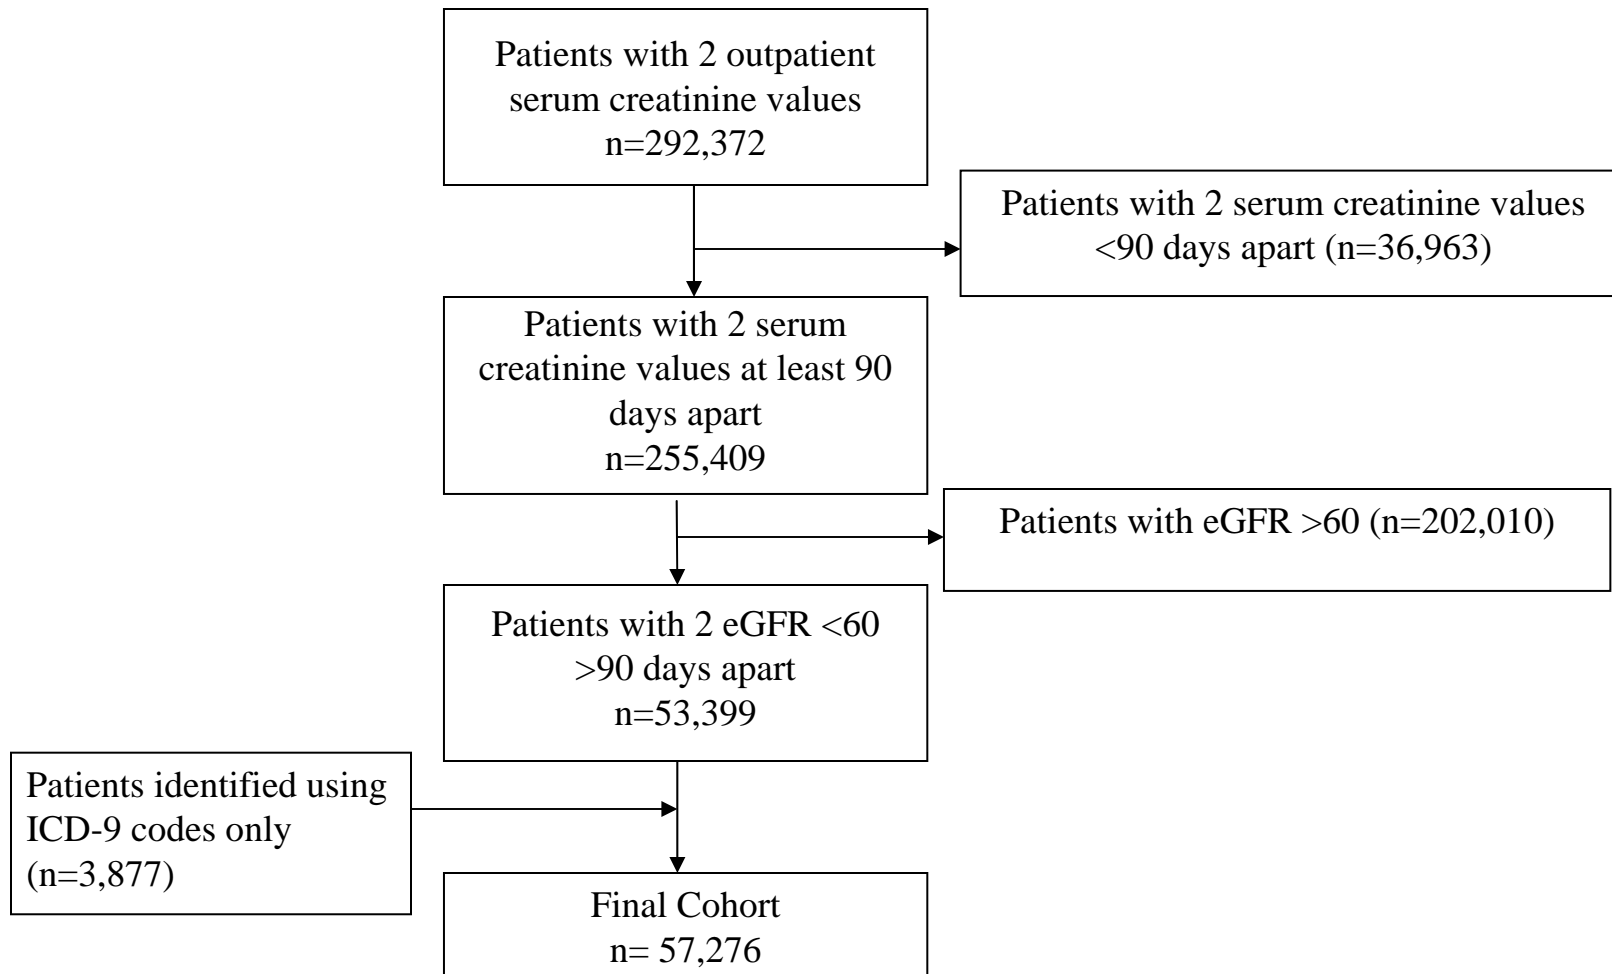 Patients with 2 outpatient
serum creatinine values
n=292,372
Patients with 2 serum creatinine values
<90 days apart (n=36,963)
Patients with 2 serum
creatinine values at least 90
days apart
n=255,409
Patients with eGFR >60 (n=202,010)
Patients with 2 eGFR <60
>90 days apart
n=53,399
Patients identified using
ICD-9 codes only
(n=3,877)
Final Cohort
n= 57,276